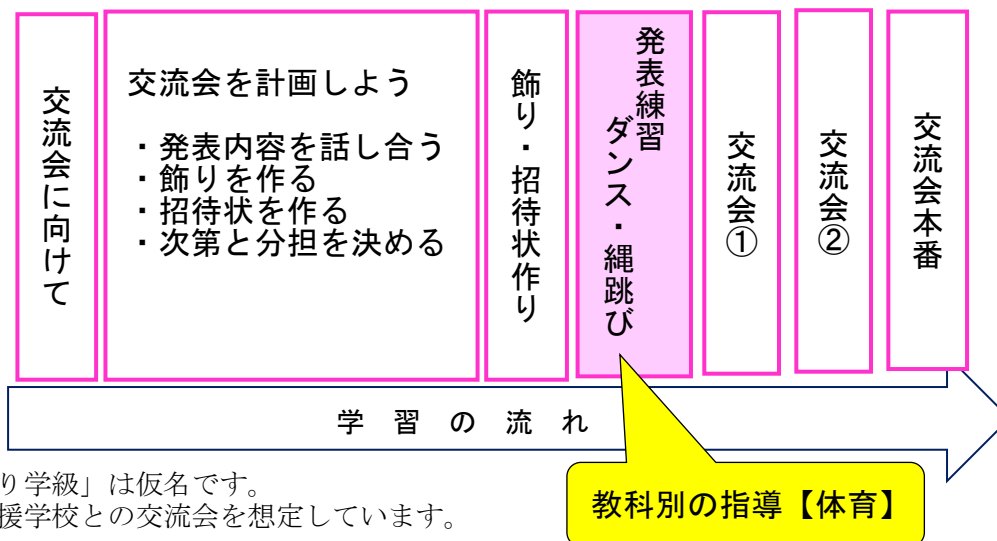 交流会に向けて
交流会を計画しよう
・発表内容を話し合う
・飾りを作る
・招待状を作る
・次第と分担を決める
飾り・招待状作り
発表練習
ダンス・縄跳び
交流会①
交流会②
交流会本番
学習の流れ
教科別の指導【体育】
り学級」は仮名です。
援学校との交流会を想定しています。